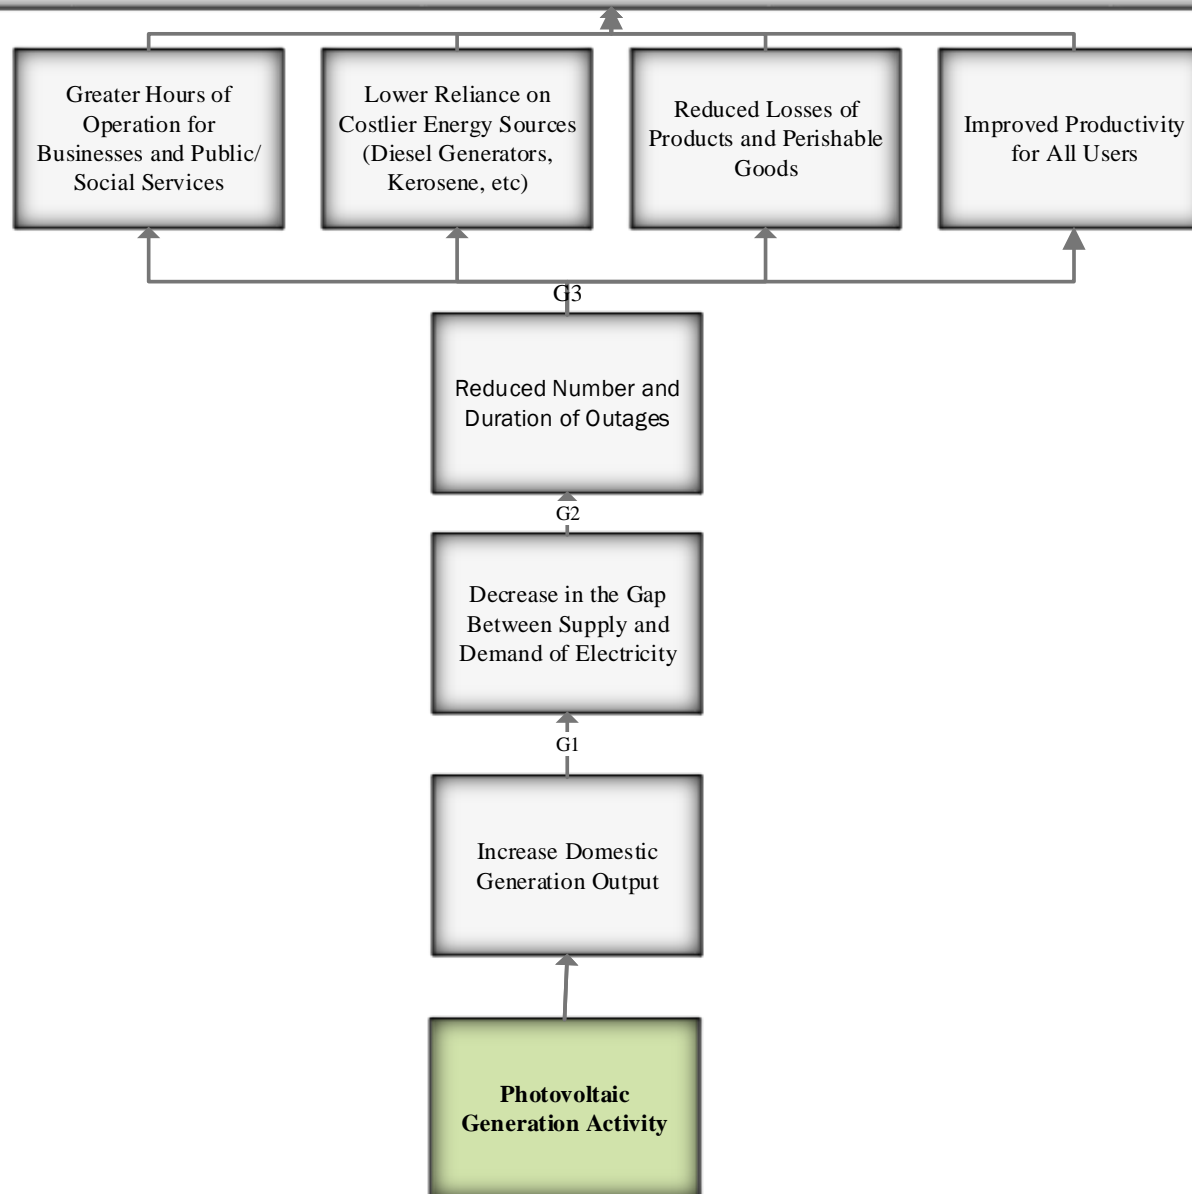 Greater Hours of
Operation for
Businesses and Public/
Social Services
Lower Reliance on
Costlier Energy Sources
(Diesel Generators,
Kerosene, etc)
Reduced Losses of
Products and Perishable
Goods
Improved Productivity
for All Users
G3
Reduced Number and
Duration of Outages
G2
Decrease in the Gap
Between Supply and
Demand of Electricity
G1
Increase Domestic
Generation Output
Photovoltaic
Generation Activity